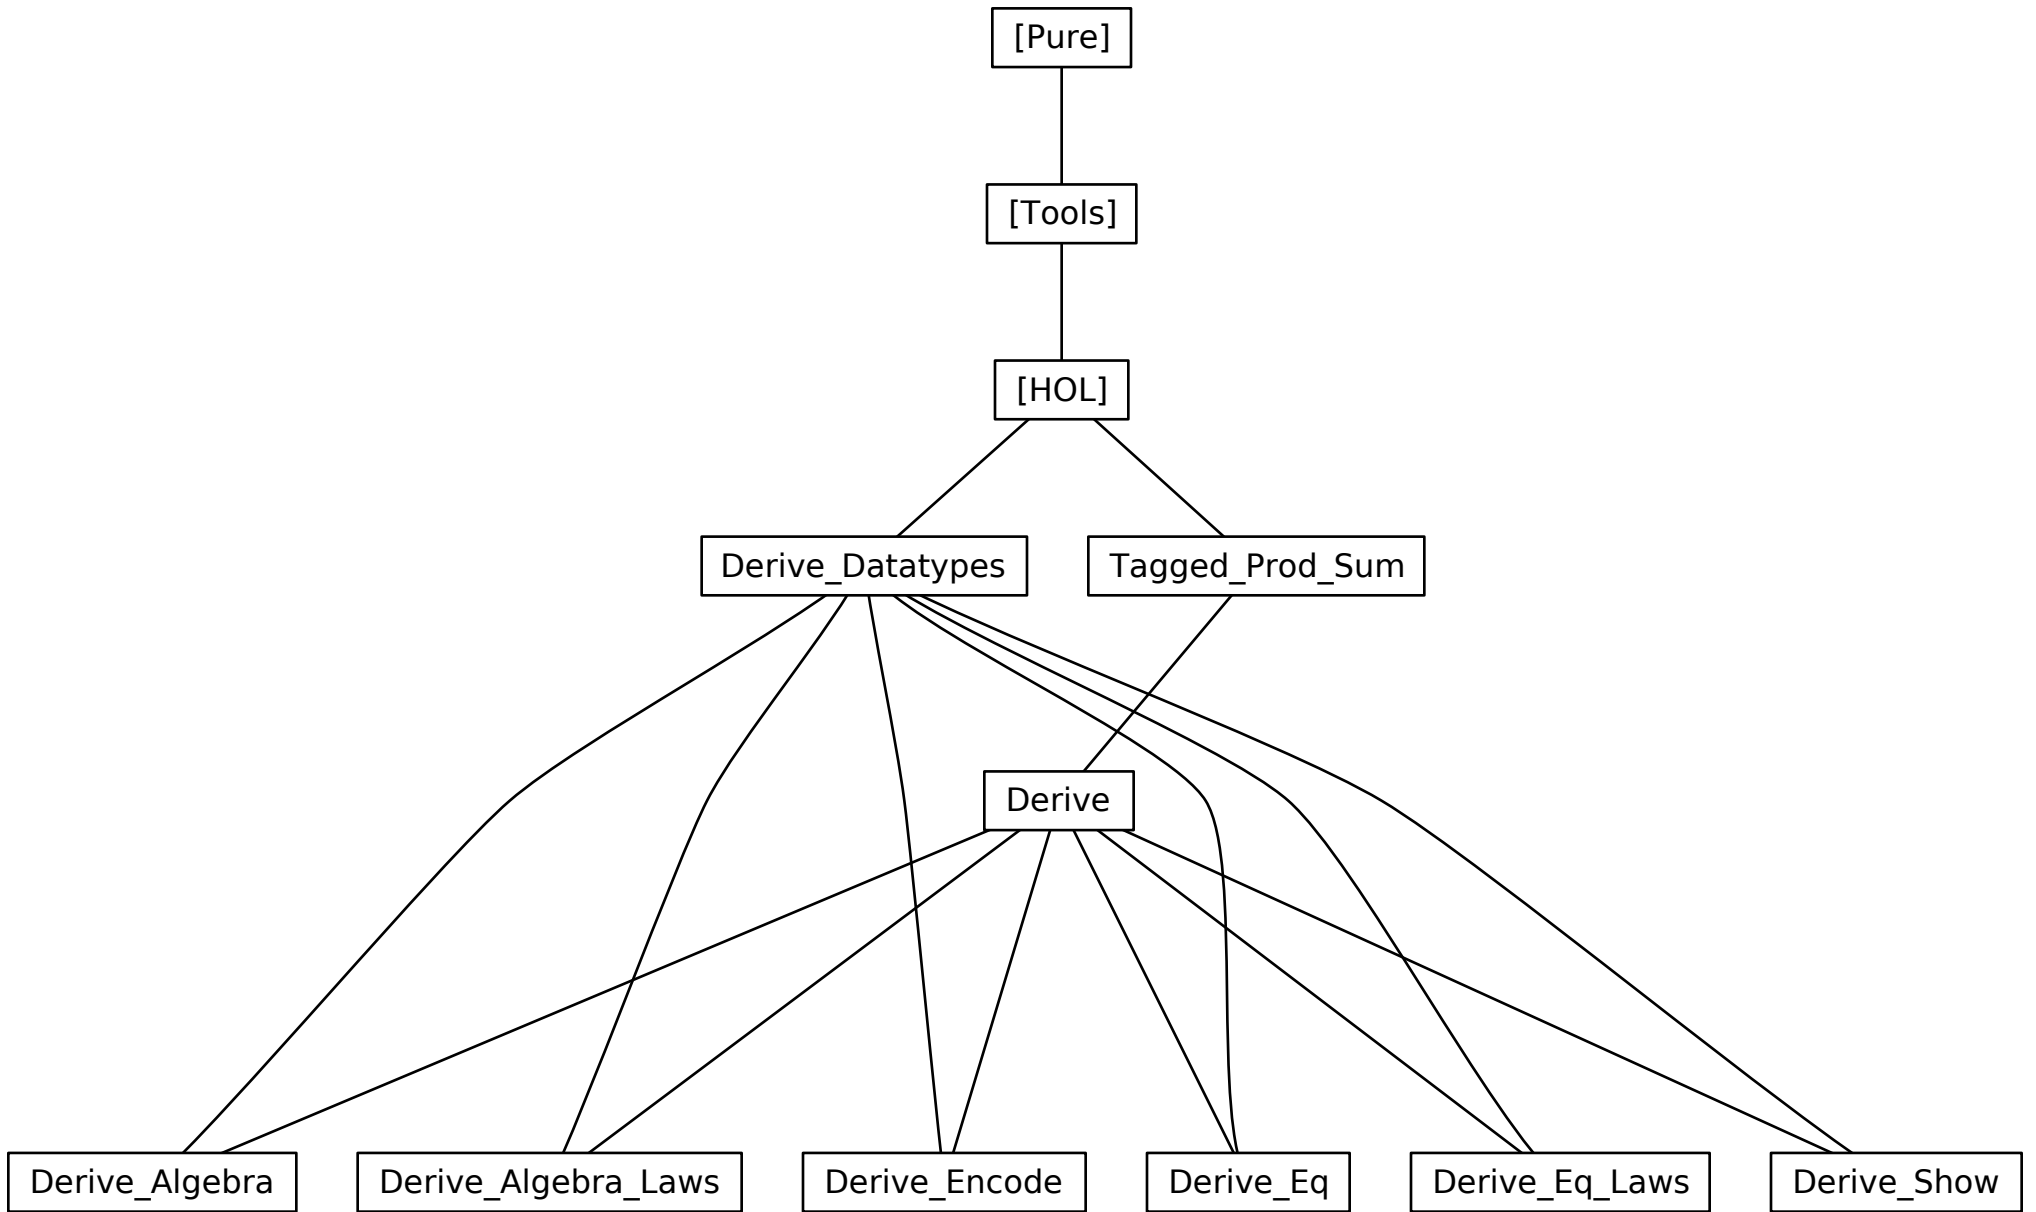 [Pure]
[Tools]
[HOL]
Derive_Datatypes
Tagged_Prod_Sum
Derive
Derive_Algebra
Derive_Algebra_Laws
Derive_Encode
Derive_Eq
Derive_Eq_Laws
Derive_Show